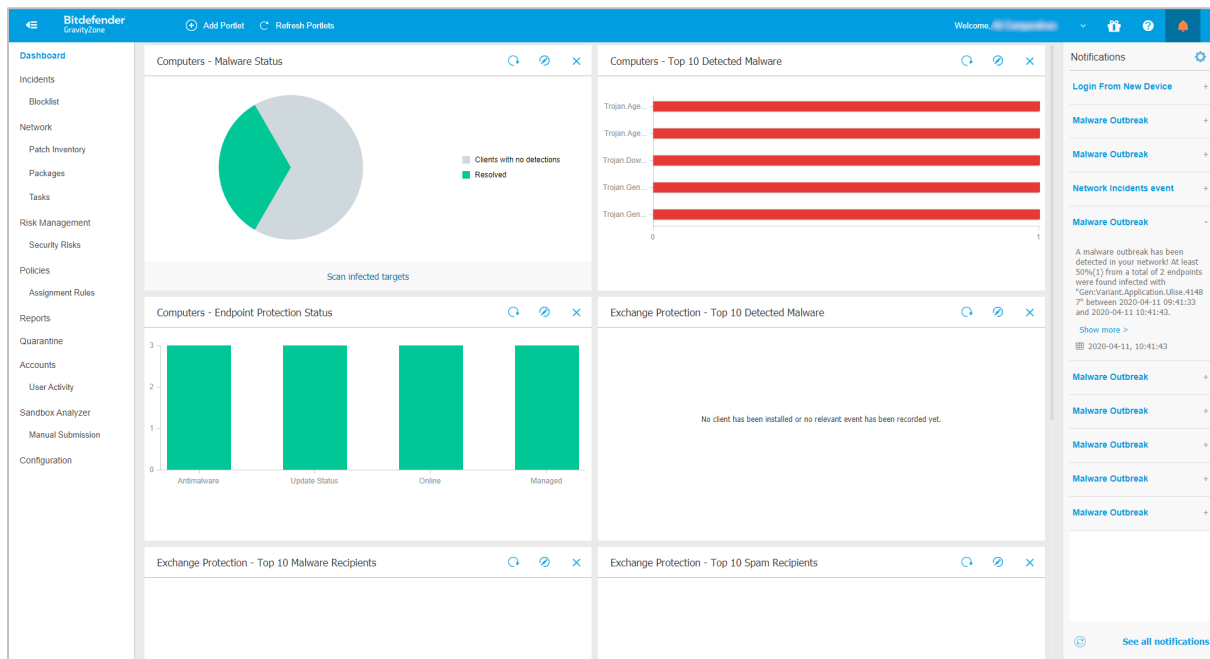 Bitdefender
GravityZone
Add Portlet
Refresh Portlets
Welcome,
Dashboard
Incidents
Blocklist
Network
Patch Inventory
Packages
Tasks
Risk Management
Security Risks
Policies
Assignment Rules
Reports
Quarantine
Accounts
User Activity
Sandbox Analyzer
Manual Submission
Configuration
Computers - Malware Status
Clients with no detections
Resolved
Scan infected targets
Computers - Top 10 Detected Malware
Trojan.Age...
Trojan.Age...
Trojan.Dow...
Trojan.Gen...
Trojan.Gen...
0 1
Computers - Endpoint Protection Status
3
2
1
0
Antimalware Update Status Online Managed
Exchange Protection - Top 10 Detected Malware
No client has been installed or no relevant event has been recorded yet.
Exchange Protection - Top 10 Malware Recipients
Exchange Protection - Top 10 Spam Recipients
Notifications
Login From New Device +
Malware Outbreak +
Malware Outbreak +
Network Incidents event +
Malware Outbreak -
A malware outbreak has been
detected in your network! At least
50%(1) from a total of 2 endpoints
were found infected with
"Gen:Variant.Application.Ulise.4148
7" between 2020-04-11 09:41:33
and 2020-04-11 10:41:43.
Show more >
2020-04-11, 10:41:43
Malware Outbreak +
Malware Outbreak +
Malware Outbreak +
Malware Outbreak +
Malware Outbreak +
See all notifications